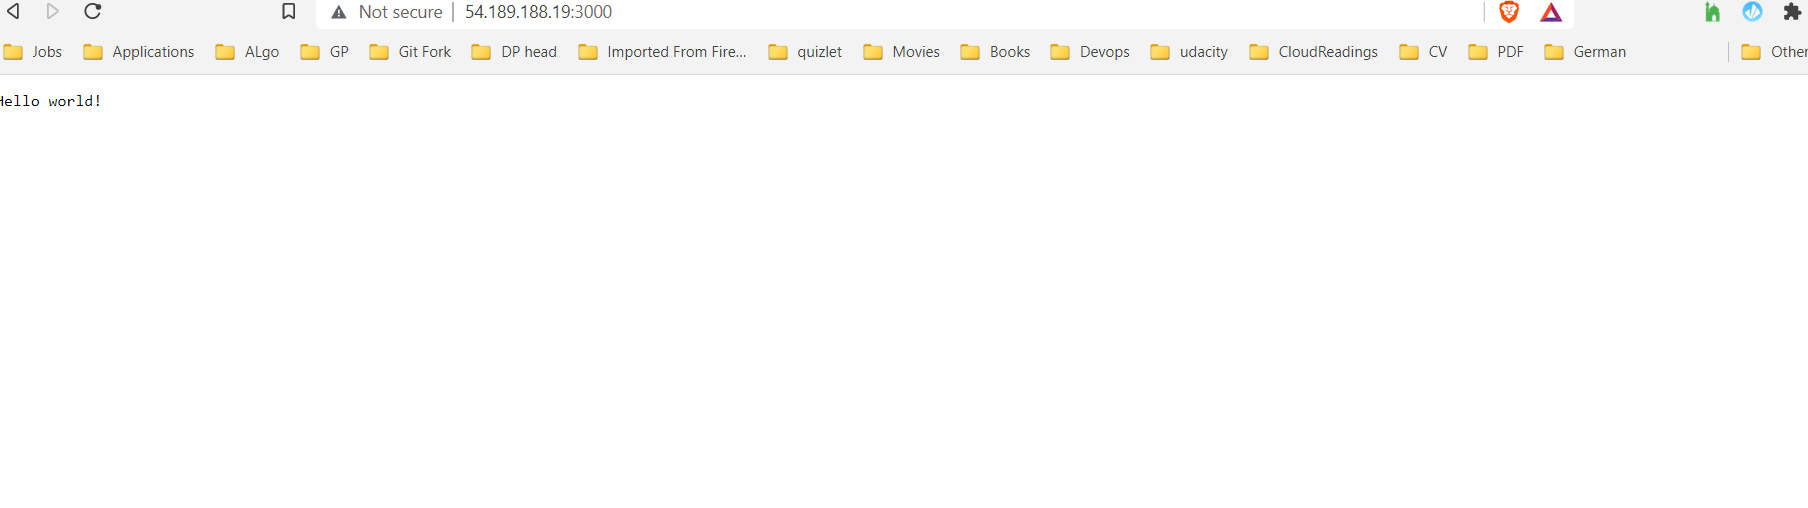 Not secure | 54.189.188.19:3000
Jobs Applications ALgo GP Git Fork DP head Imported From Fire... quizlet Movies Books Devops udacity CloudReadings CV PDF German Other
Hello world!